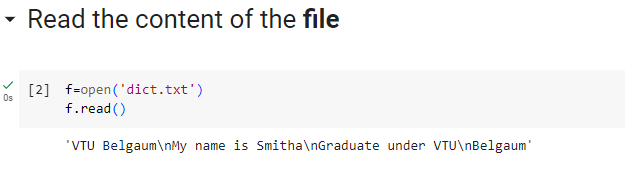 Read the content of the file
[2] f=open('dict.txt')
f.read()
0s
'VTU Belgaum\nMy name is Smitha\nGraduate under VTU\nBelgaum'